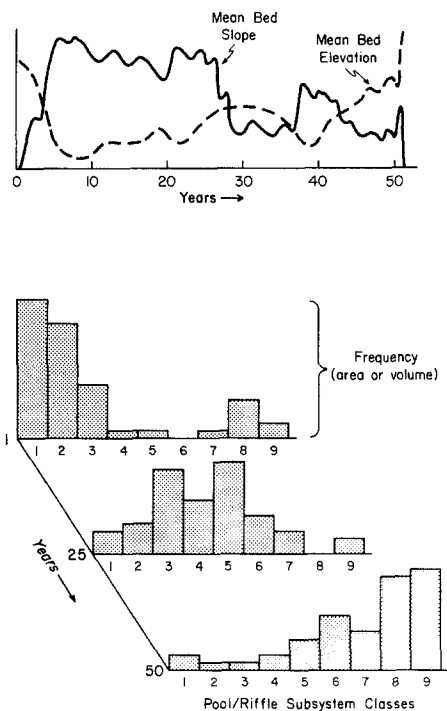 Mean Bed
Slope
Mean Bed
Elevation
0 10 20 30 40 50
Years →
Frequency
(area or volume)
1
1 2 3 4 5 6 7 8 9
25
1 2 3 4 5 6 7 8 9
Years →
50
1 2 3 4 5 6 7 8 9
Pool/Riffle Subsystem Classes